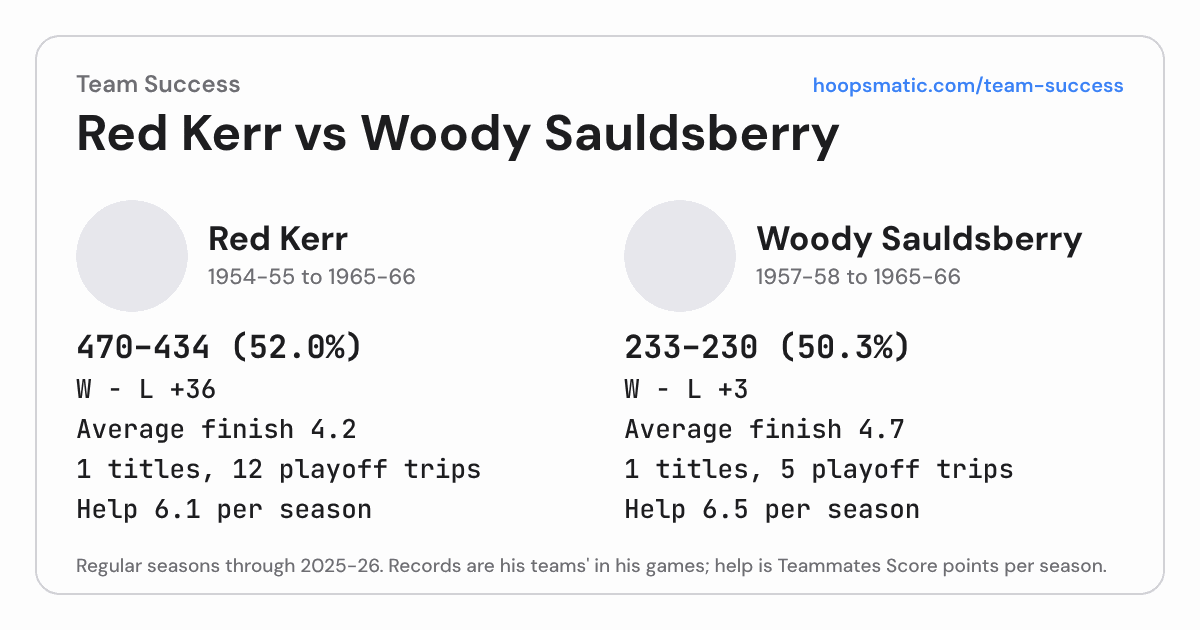 Team Success
hoopsmatic.com/team-success
Red Kerr vs Woody Sauldsberry
Red Kerr
1954-55 to 1965-66
470-434 (52.0%)
W - L +36
Average finish 4.2
1 titles, 12 playoff trips
Help 6.1 per season
Woody Sauldsberry
1957-58 to 1965-66
233-230 (50.3%)
W - L +3
Average finish 4.7
1 titles, 5 playoff trips
Help 6.5 per season
Regular seasons through 2025-26. Records are his teams' in his games; help is Teammates Score points per season.